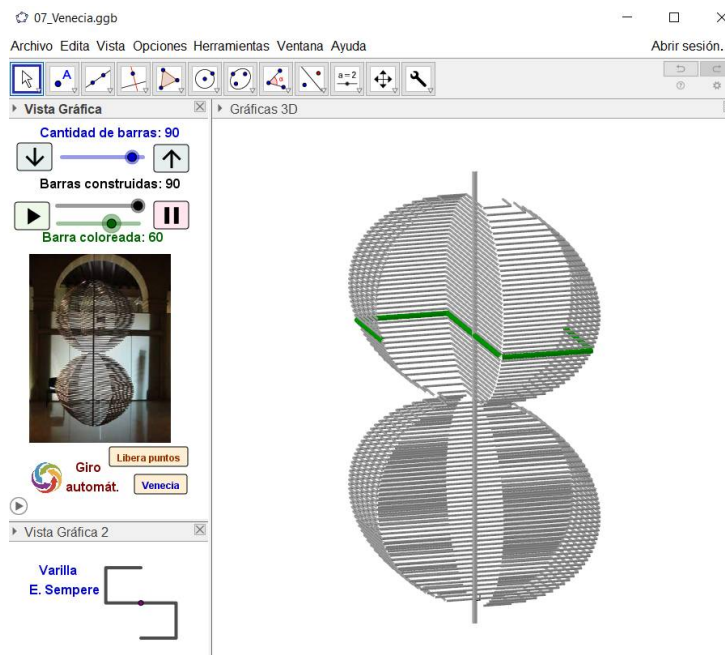 07_Venecia.ggb
Archivo Edita Vista Opciones Herramientas Ventana Ayuda
Abrir sesión...
A
α
a=2
Vista Gráfica
Gráficas 3D
Cantidad de barras: 90
Barras construidas: 90
Barra coloreada: 60
Libera puntos
Giro
automát.
Venecia
Vista Gráfica 2
Varilla
E. Sempere